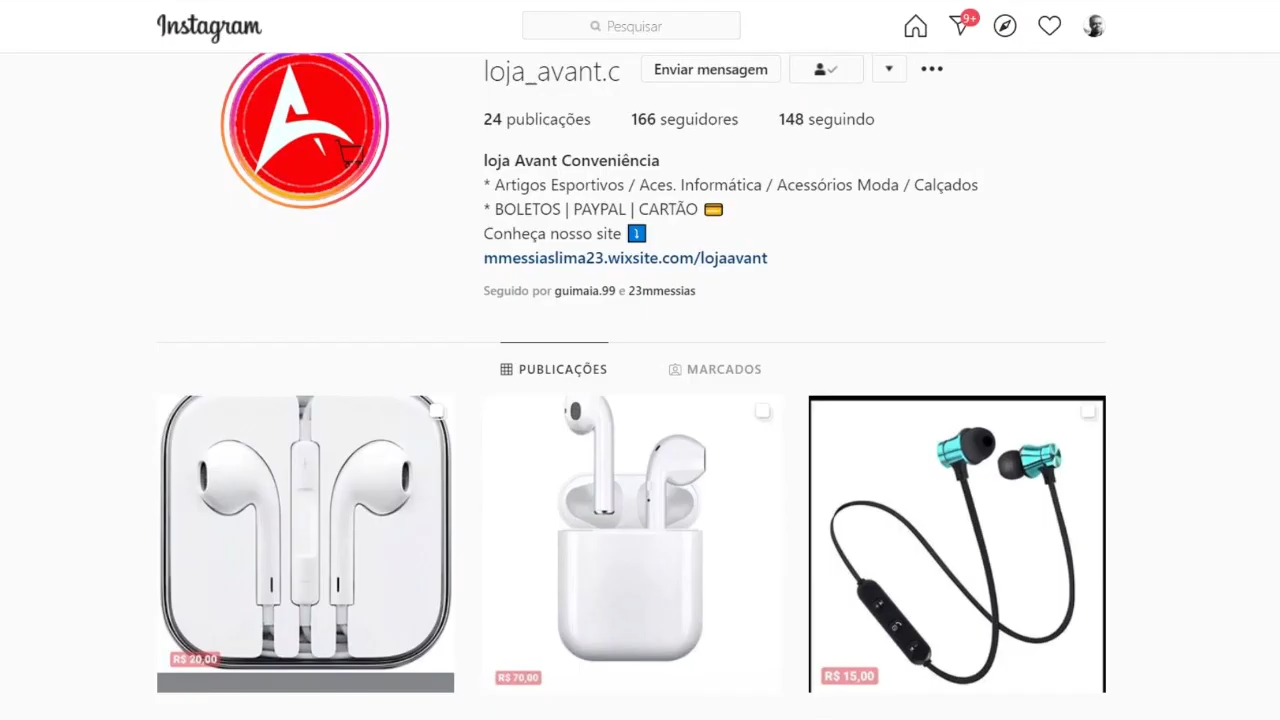 Instagram
Pesquisar
9+
loja_avant.c
Enviar mensagem
24 publicações 166 seguidores 148 seguindo
loja Avant Conveniência
* Artigos Esportivos / Aces. Informática / Acessórios Moda / Calçados
* BOLETOS | PAYPAL | CARTÃO
Conheça nosso site
mmessiaslima23.wixsite.com/lojaavant
Seguido por guimaia.99 e 23mmessias
PUBLICAÇÕES MARCADOS
R$ 20,00
R$ 70,00
R$ 15,00